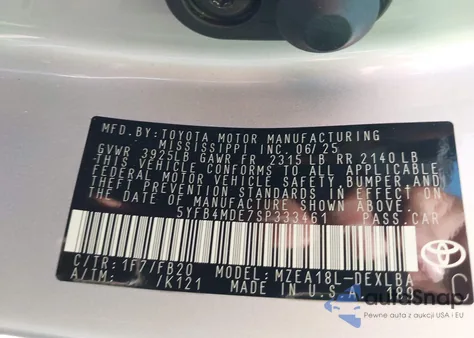 MFD. BY: TOYOTA MOTOR MANUFACTURING
MISSISSIPPI INC. 06/25
GVWR 3925LB GAWR FR 2315 LB RR 2140 LB
THIS VEHICLE CONFORMS TO ALL APPLICABLE
FEDERAL MOTOR VEHICLE SAFETY, BUMPER, AND
THEFT PREVENTION STANDARDS IN EFFECT ON
THE DATE OF MANUFACTURE SHOWN ABOVE.
5YFB4MDE7SP333461 PASS. CAR
C/TR: 1F7/FB20 MODEL: MZEA18L-DEXLBA
A/TM: /K121 MADE IN U.S.A. 189
C
TOYOTA
autaSnap
Pewne auta z aukcji USA i EU